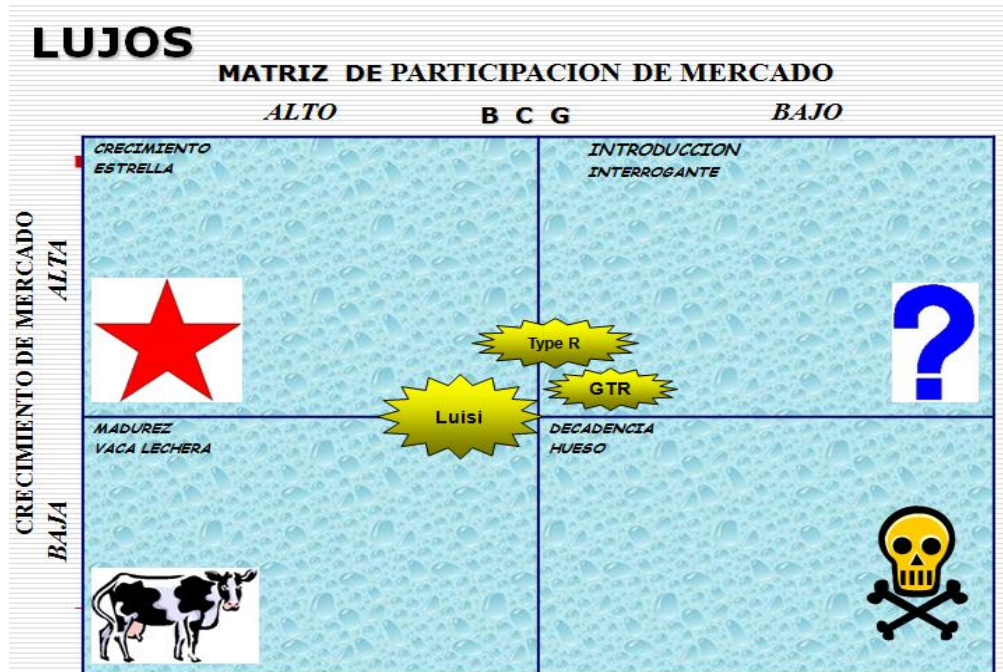 LUJOS
MATRIZ DE PARTICIPACION DE MERCADO
ALTO
B C G
BAJO
CRECIMIENTO DE MERCADO
ALTA
BAJA
CRECIMIENTO
ESTRELLA
INTRODUCCION
INTERROGANTE
Type R
GTR
Luisi
MADUREZ
VACA LECHERA
DECADENCIA
HUESO